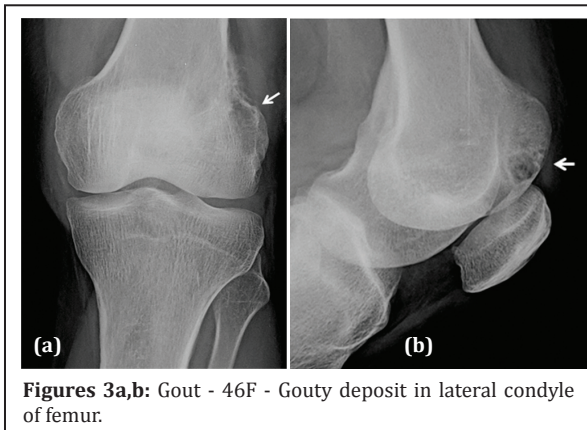 (a)
(b)
Figures 3a,b: Gout - 46F - Gouty deposit in lateral condyle
of femur.